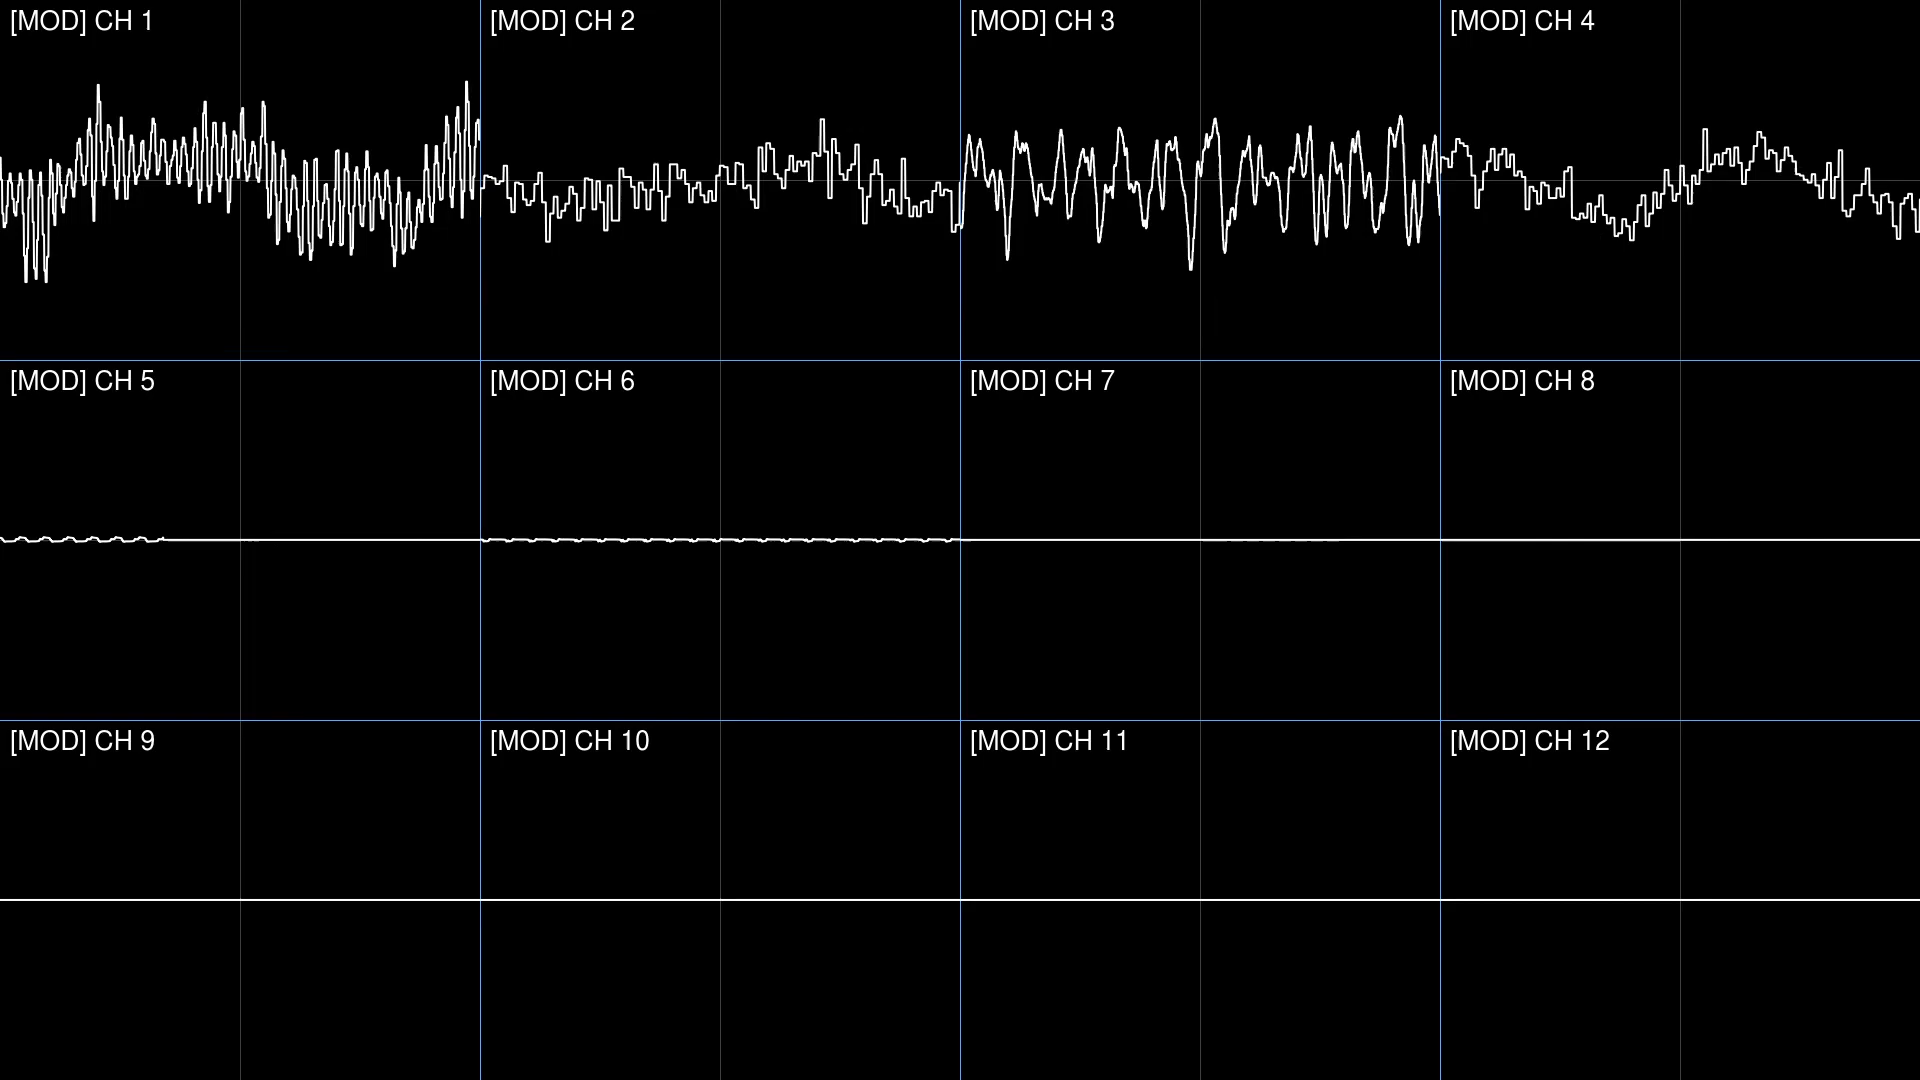 [MOD] CH 1
[MOD] CH 2
[MOD] CH 3
[MOD] CH 4
[MOD] CH 5
[MOD] CH 6
[MOD] CH 7
[MOD] CH 8
[MOD] CH 9
[MOD] CH 10
[MOD] CH 11
[MOD] CH 12